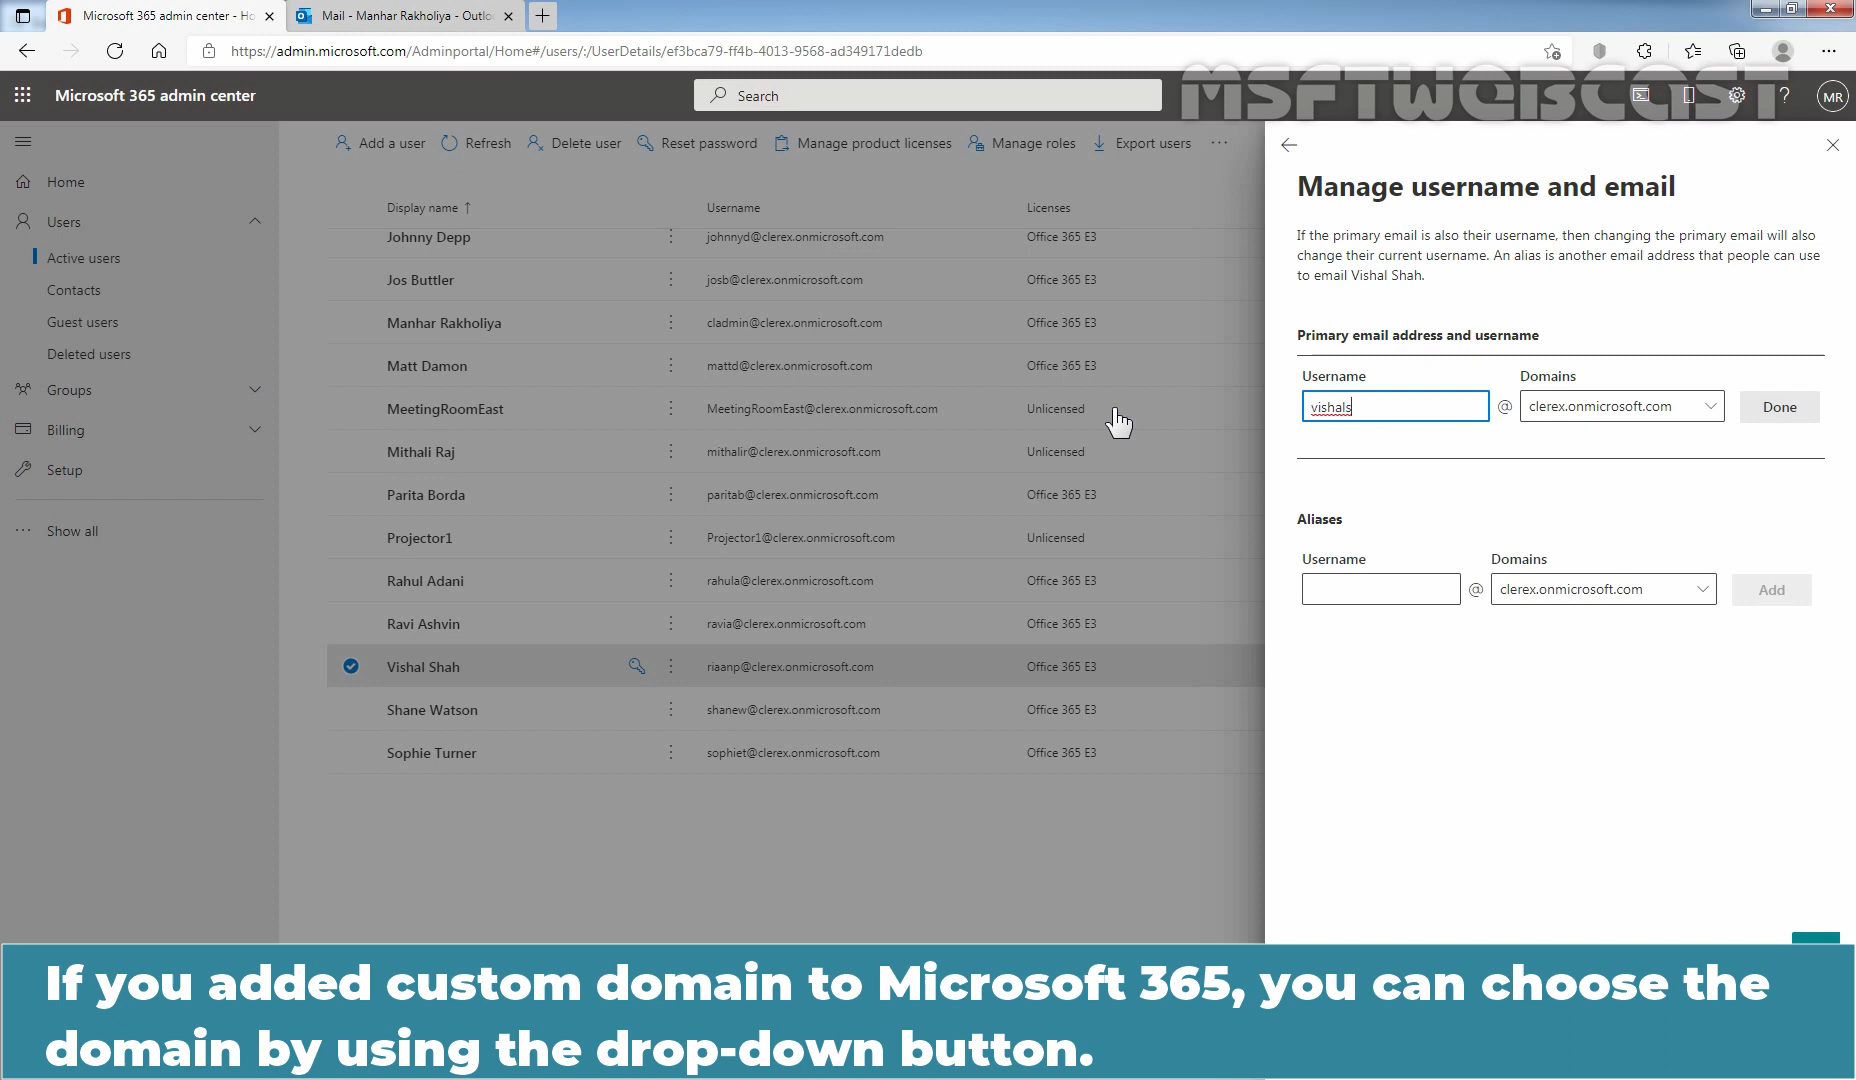 Microsoft 365 admin center - Ho
Mail - Manhar Rakholiya - Outlo
https://admin.microsoft.com/Adminportal/Home#/users/:/UserDetails/ef3bca79-ff4b-4013-9568-ad349171dedb
MSFTWEBCAST
Microsoft 365 admin center
Search
MR
Add a user
Refresh
Delete user
Reset password
Manage product licenses
Manage roles
Export users
Home
Users
Active users
Contacts
Guest users
Deleted users
Groups
Billing
Setup
Show all
Display name ↑ Username Licenses
Johnny Depp johnnyd@clerex.onmicrosoft.com Office 365 E3
Jos Buttler josb@clerex.onmicrosoft.com Office 365 E3
Manhar Rakholiya cladmin@clerex.onmicrosoft.com Office 365 E3
Matt Damon mattd@clerex.onmicrosoft.com Office 365 E3
MeetingRoomEast MeetingRoomEast@clerex.onmicrosoft.com Unlicensed
Mithali Raj mithalir@clerex.onmicrosoft.com Unlicensed
Parita Borda paritab@clerex.onmicrosoft.com Office 365 E3
Projector1 Projector1@clerex.onmicrosoft.com Unlicensed
Rahul Adani rahula@clerex.onmicrosoft.com Office 365 E3
Ravi Ashvin ravia@clerex.onmicrosoft.com Office 365 E3
Vishal Shah riaanp@clerex.onmicrosoft.com Office 365 E3
Shane Watson shanew@clerex.onmicrosoft.com Office 365 E3
Sophie Turner sophiet@clerex.onmicrosoft.com Office 365 E3
Manage username and email
If the primary email is also their username, then changing the primary email will also
change their current username. An alias is another email address that people can use
to email Vishal Shah.
Primary email address and username
Username Domains
vishals @ clerex.onmicrosoft.com Done
Aliases
Username Domains
@ clerex.onmicrosoft.com Add
If you added custom domain to Microsoft 365, you can choose the
domain by using the drop-down button.